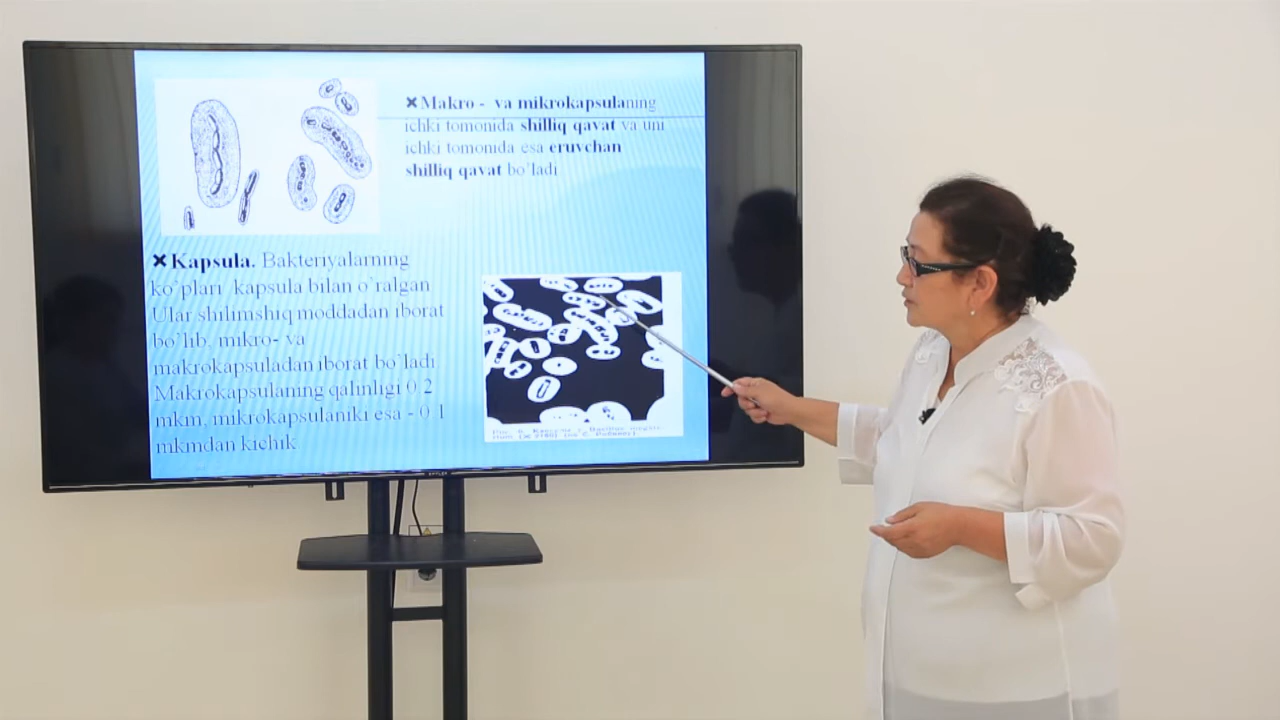 Makro - va mikrokapsulaning
ichki tomonida shilliq qavat va uni
ichki tomonida esa eruvchan
shilliq qavat bo'ladi
Kapsula. Bakteriyalarning
ko`plari kapsula bilan o`ralgan
Ular shilimshiq moddadan iborat
bo`lib, mikro- va
makrokapsuladan iborat bo`ladi
Makrokapsulaning qalinligi 0 2
mkm, mikrokapsulaniki esa - 0 1
mkmdan kichik